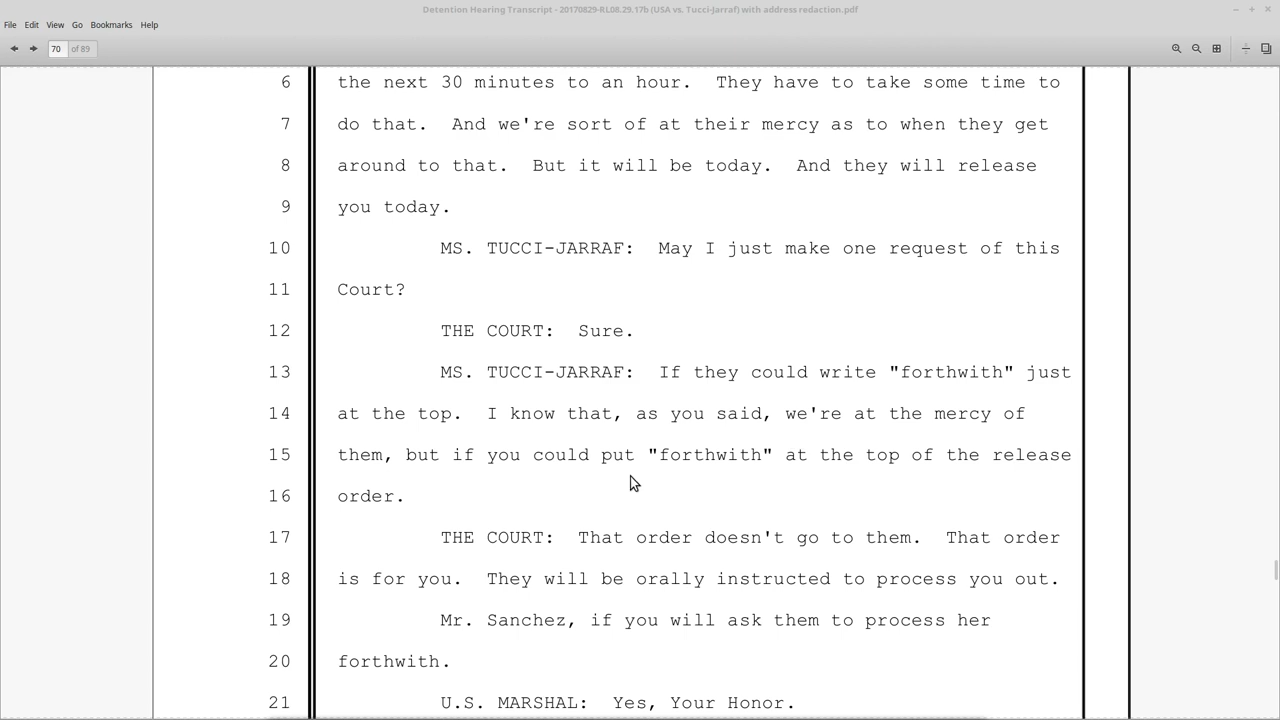 Detention Hearing Transcript - 20170829-RL08.29.17b (USA vs. Tucci-Jarraf) with address redaction.pdf
File Edit View Go Bookmarks Help
70 of 89
6 the next 30 minutes to an hour. They have to take some time to
7 do that. And we're sort of at their mercy as to when they get
8 around to that. But it will be today. And they will release
9 you today.
10 MS. TUCCI-JARRAF: May I just make one request of this
11 Court?
12 THE COURT: Sure.
13 MS. TUCCI-JARRAF: If they could write "forthwith" just
14 at the top. I know that, as you said, we're at the mercy of
15 them, but if you could put "forthwith" at the top of the release
16 order.
17 THE COURT: That order doesn't go to them. That order
18 is for you. They will be orally instructed to process you out.
19 Mr. Sanchez, if you will ask them to process her
20 forthwith.
21 U.S. MARSHAL: Yes, Your Honor.